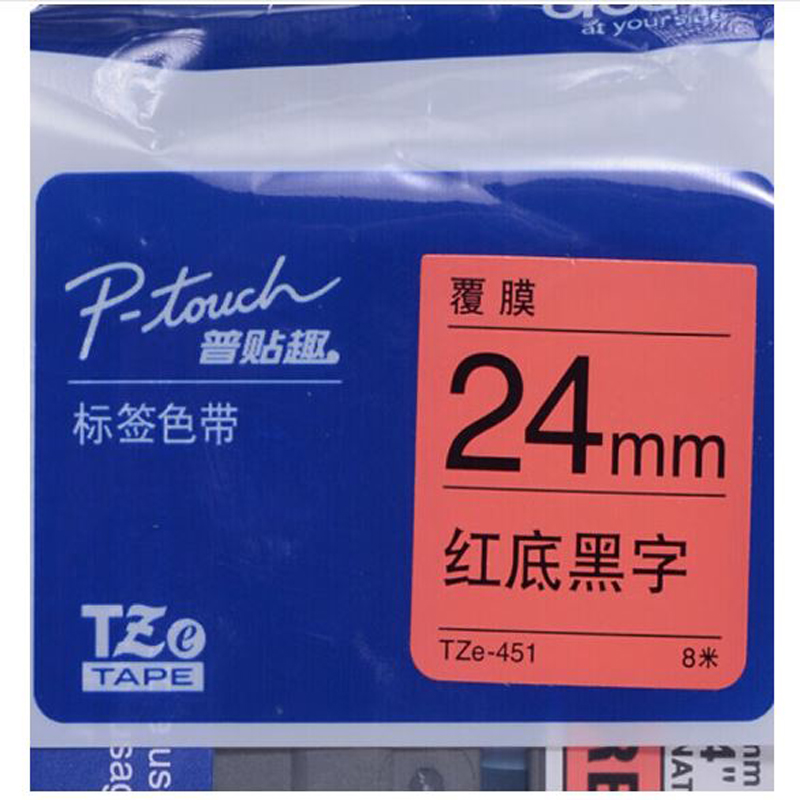 at your side
P-touch
普贴趣
标签色带
TZe
TAPE
覆膜
24mm
红底黑字
TZe-451
8米